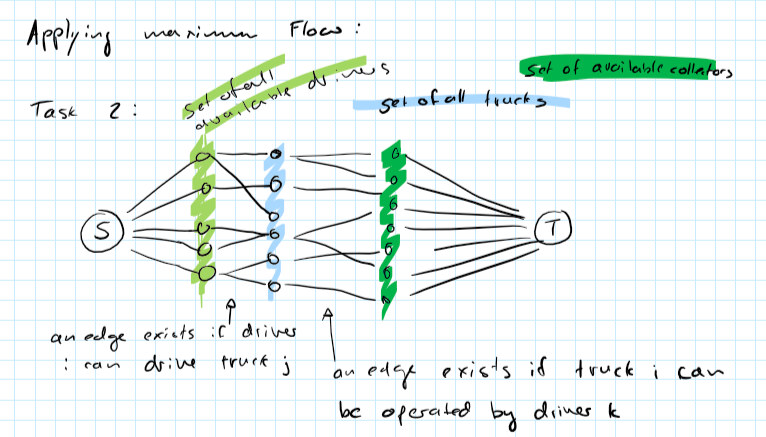 Applying maximum Flow:
set of available collators
set of all
available drivers
set of all trucks
Task 2:
S
T
an edge exists if driver
i can drive truck j
an edge exists if truck i can
be operated by driver k